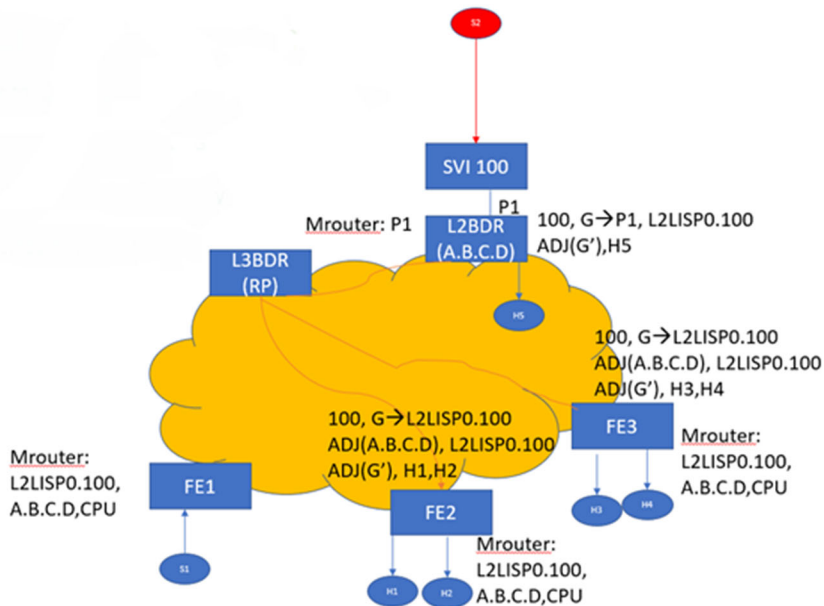 S2
SVI 100
P1
Mrouter: P1
L2BDR
(A.B.C.D)
100, G→P1, L2LISP0.100
ADJ(G’),H5
L3BDR
(RP)
H5
100, G→L2LISP0.100
ADJ(A.B.C.D), L2LISP0.100
ADJ(G’), H3,H4
100, G→L2LISP0.100
ADJ(A.B.C.D), L2LISP0.100
ADJ(G’), H1,H2
FE3
Mrouter:
L2LISP0.100,
A.B.C.D,CPU
Mrouter:
L2LISP0.100,
A.B.C.D,CPU
FE1
FE2
H3
H4
Mrouter:
L2LISP0.100,
A.B.C.D,CPU
S1
H1
H2